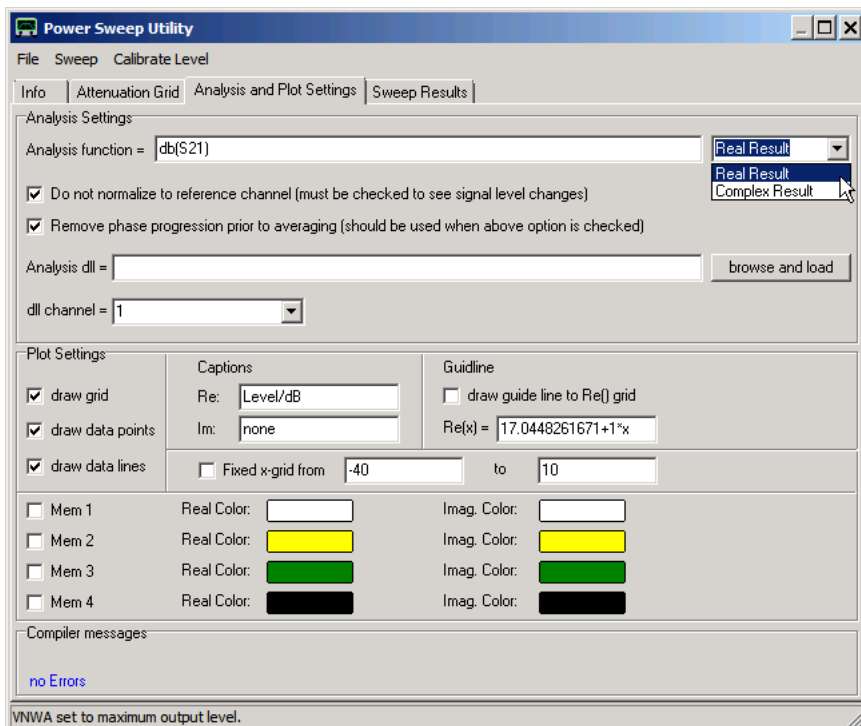 Power Sweep Utility
File Sweep Calibrate Level
Info Attenuation Grid Analysis and Plot Settings Sweep Results
Analysis Settings
Analysis function = db(S21) Real Result
Real Result
Complex Result
Do not normalize to reference channel (must be checked to see signal level changes)
Remove phase progression prior to averaging (should be used when above option is checked)
Analysis dll = browse and load
dll channel = 1
Plot Settings Captions Guidline
draw grid Re: Level/dB draw guide line to Re() grid
draw data points Im: none Re(x) = 17.0448261671+1*x
draw data lines Fixed x-grid from -40 to 10
Mem 1 Real Color: Imag. Color:
Mem 2 Real Color: Imag. Color:
Mem 3 Real Color: Imag. Color:
Mem 4 Real Color: Imag. Color:
Compiler messages
no Errors
VNWA set to maximum output level.